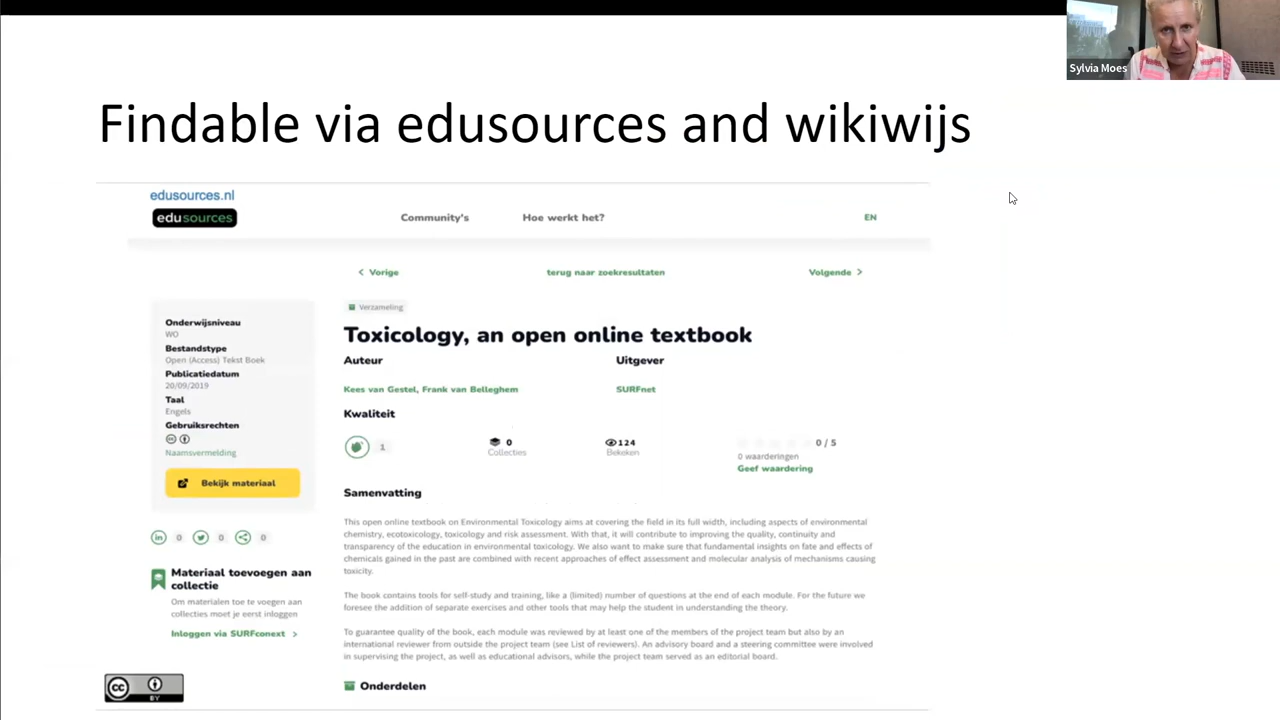 Sylvia Moes
Findable via edusources and wikiwijs
edusources.nl
edusources
Community's
Hoe werkt het?
EN
Vorige
terug naar zoekresultaten
Volgende
Onderwijsniveau
WO
Bestandstype
Open (Access) Tekst Boek
Publicatiedatum
20/09/2019
Taal
Engels
Gebruiksrechten
Naamsvermelding
Bekijk materiaal
in 0 0 0
Materiaal toevoegen aan
collectie
Om materialen toe te voegen aan
collecties moet je eerst inloggen
Inloggen via SURFconext
Verzameling
Toxicology, an open online textbook
Auteur
Uitgever
Kees van Gestel, Frank van Belleghem
SURFnet
Kwaliteit
1
0
Collecties
124
Bekeken
0 / 5
0 waarderingen
Geef waardering
Samenvatting
This open online textbook on Environmental Toxicology aims at covering the field in its full width, including aspects of environmental
chemistry, ecotoxicology, toxicology and risk assessment. With that, it will contribute to improving the quality, continuity and
transparency of the education in environmental toxicology. We also want to make sure that fundamental insights on fate and effects of
chemicals gained in the past are combined with recent approaches of effect assessment and molecular analysis of mechanisms causing
toxicity.
The book contains tools for self-study and training, like a (limited) number of questions at the end of each module. For the future we
foresee the addition of separate exercises and other tools that may help the student in understanding the theory.
To guarantee quality of the book, each module was reviewed by at least one of the members of the project team but also by an
international reviewer from outside the project team (see List of reviewers). An advisory board and a steering committee were involved
in supervising the project, as well as educational advisors, while the project team served as an editorial board.
Onderdelen
cc
BY